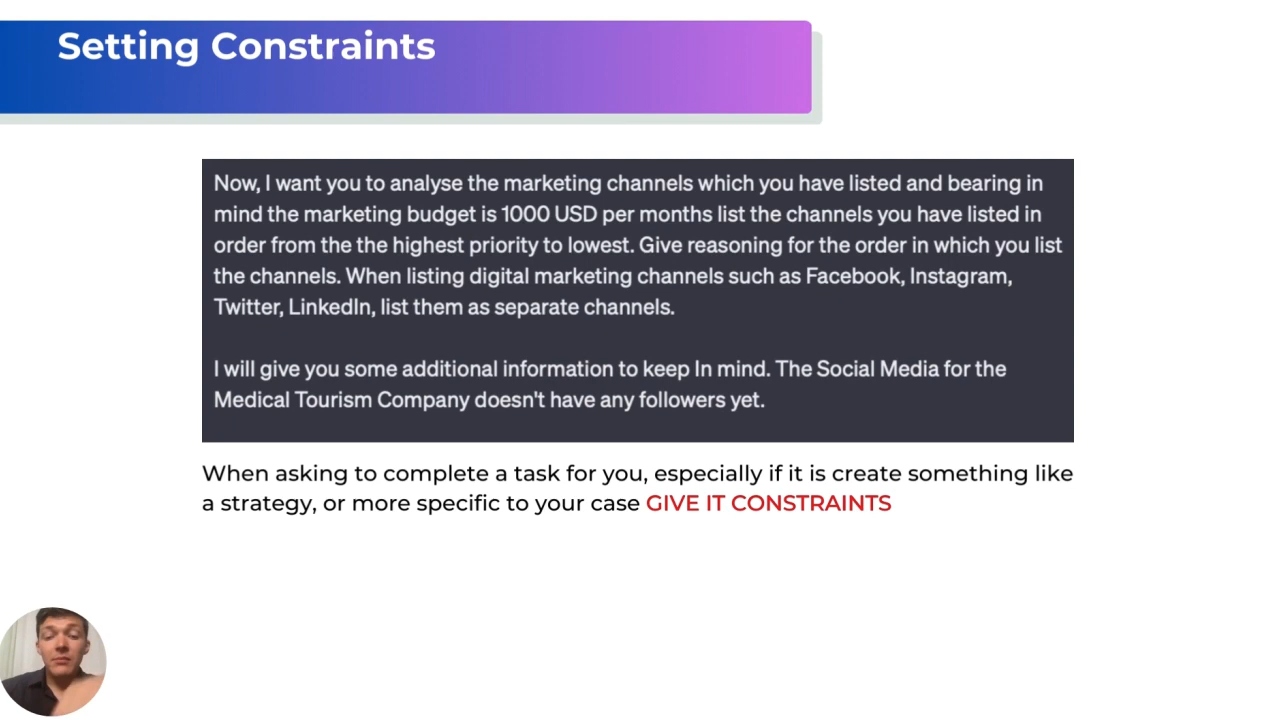 Setting Constraints
Now, I want you to analyse the marketing channels which you have listed and bearing in
mind the marketing budget is 1000 USD per months list the channels you have listed in
order from the the highest priority to lowest. Give reasoning for the order in which you list
the channels. When listing digital marketing channels such as Facebook, Instagram,
Twitter, LinkedIn, list them as separate channels.
I will give you some additional information to keep In mind. The Social Media for the
Medical Tourism Company doesn't have any followers yet.
When asking to complete a task for you, especially if it is create something like
a strategy, or more specific to your case GIVE IT CONSTRAINTS